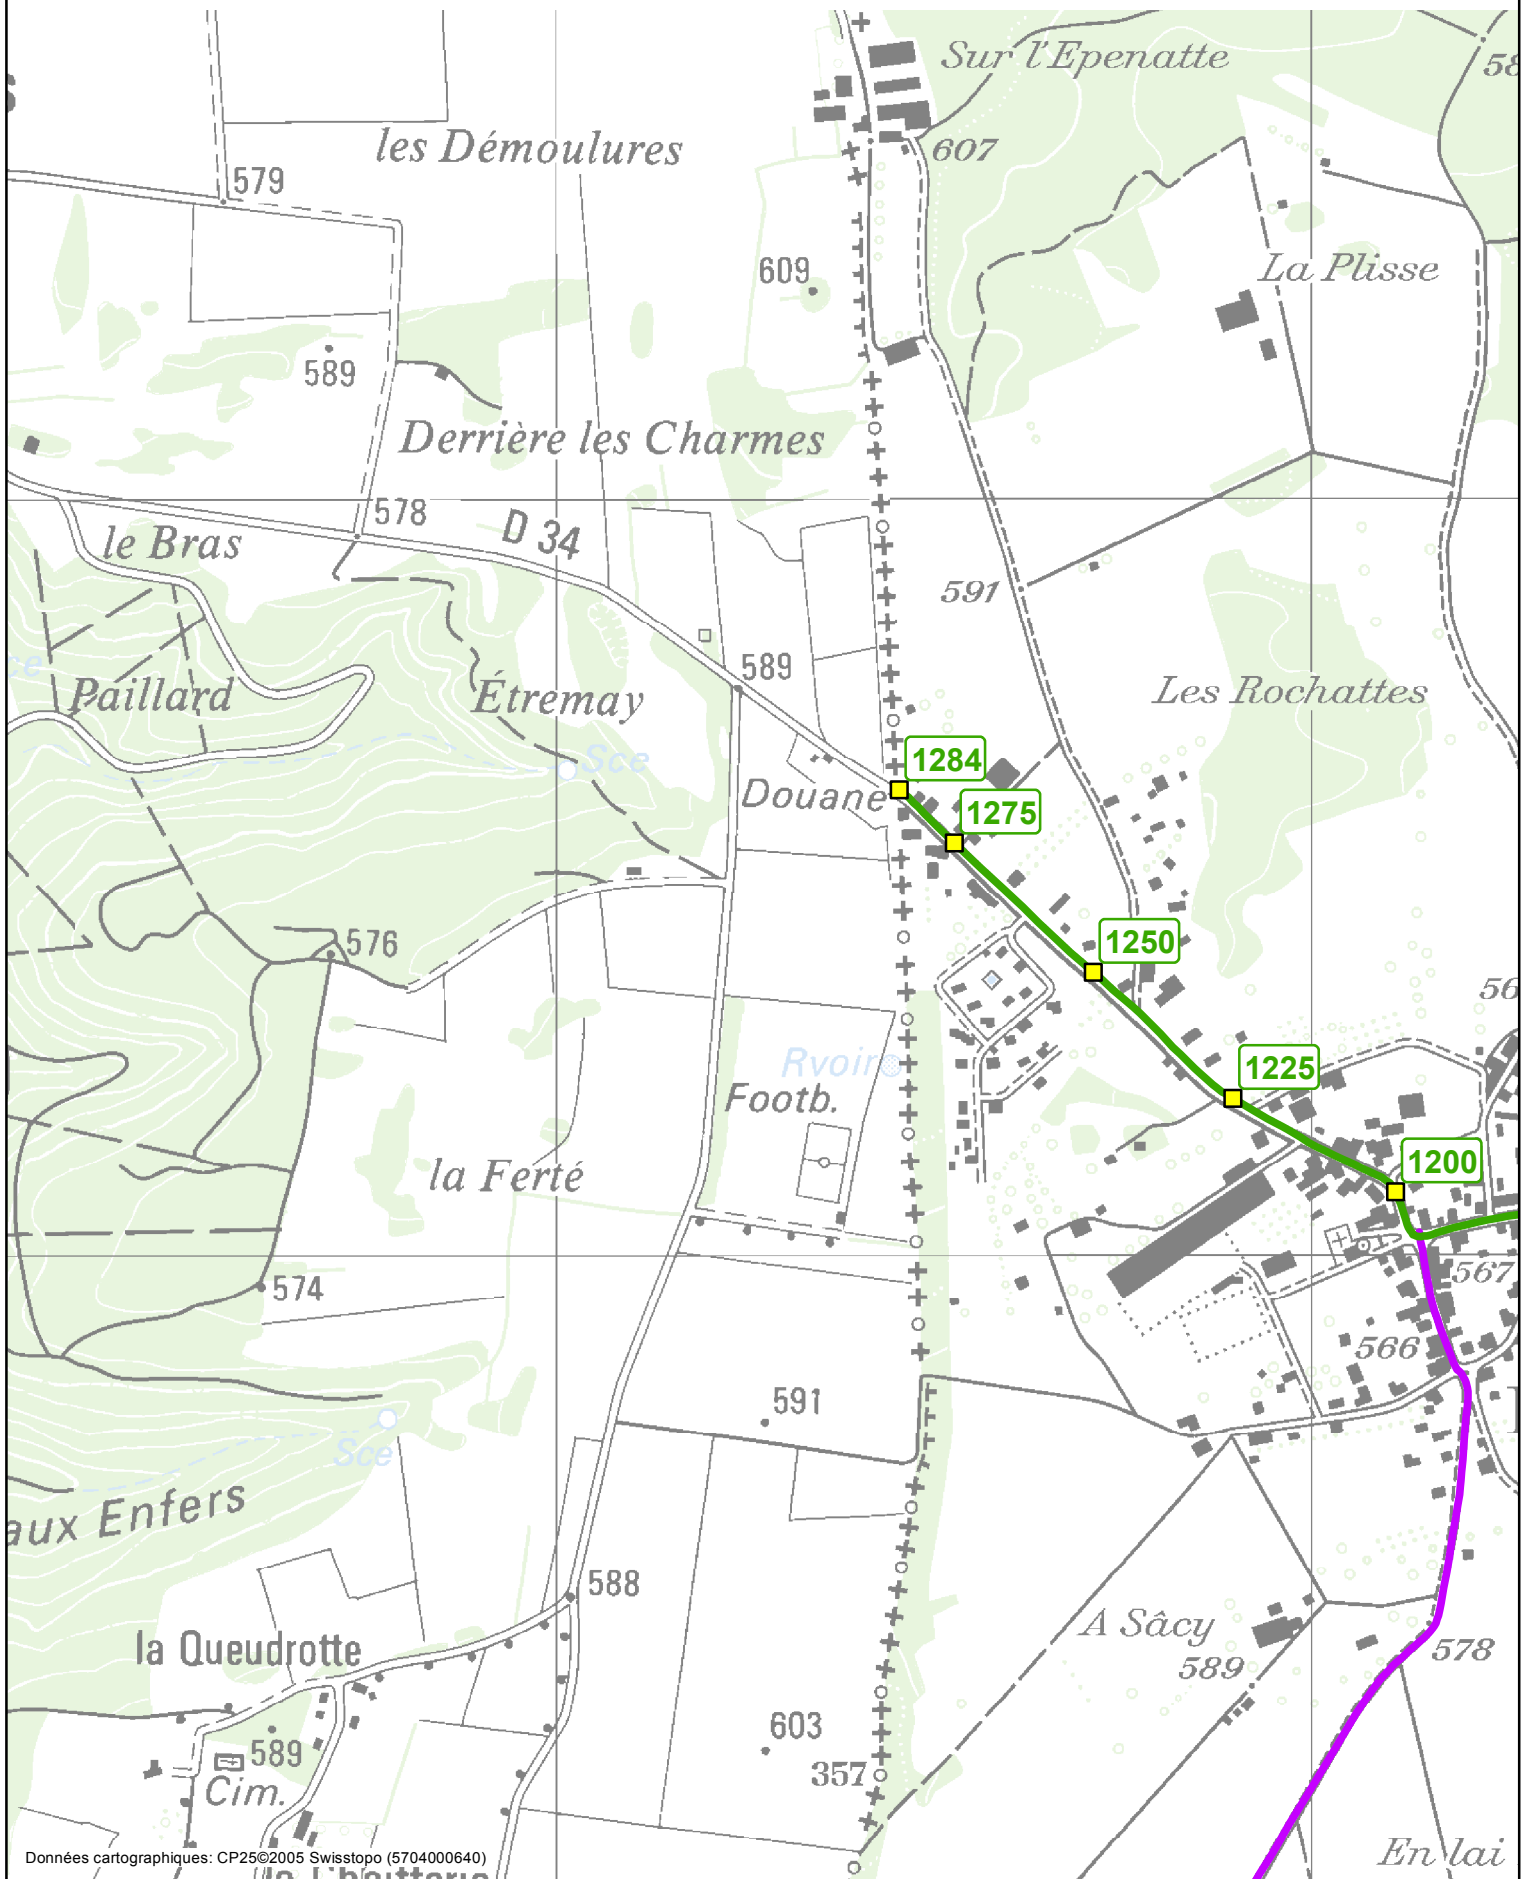 Sur l'Epenatte
58
les Démoulures
607
579
La Plisse
609
589
Derrière les Charmes
578
D 34
le Bras
591
589
Paillard
Étremay
Les Rochattes
Sce
1284
Douane
1275
576
1250
56
Rvoir
1225
Footb.
1200
la Ferté
567
574
566
591
Sce
aux Enfers
588
A Sâcy
la Queudrotte
578
589
603
589
357
Cim.
En lai
Données cartographiques: CP25©2005 Swisstopo (5704000640)